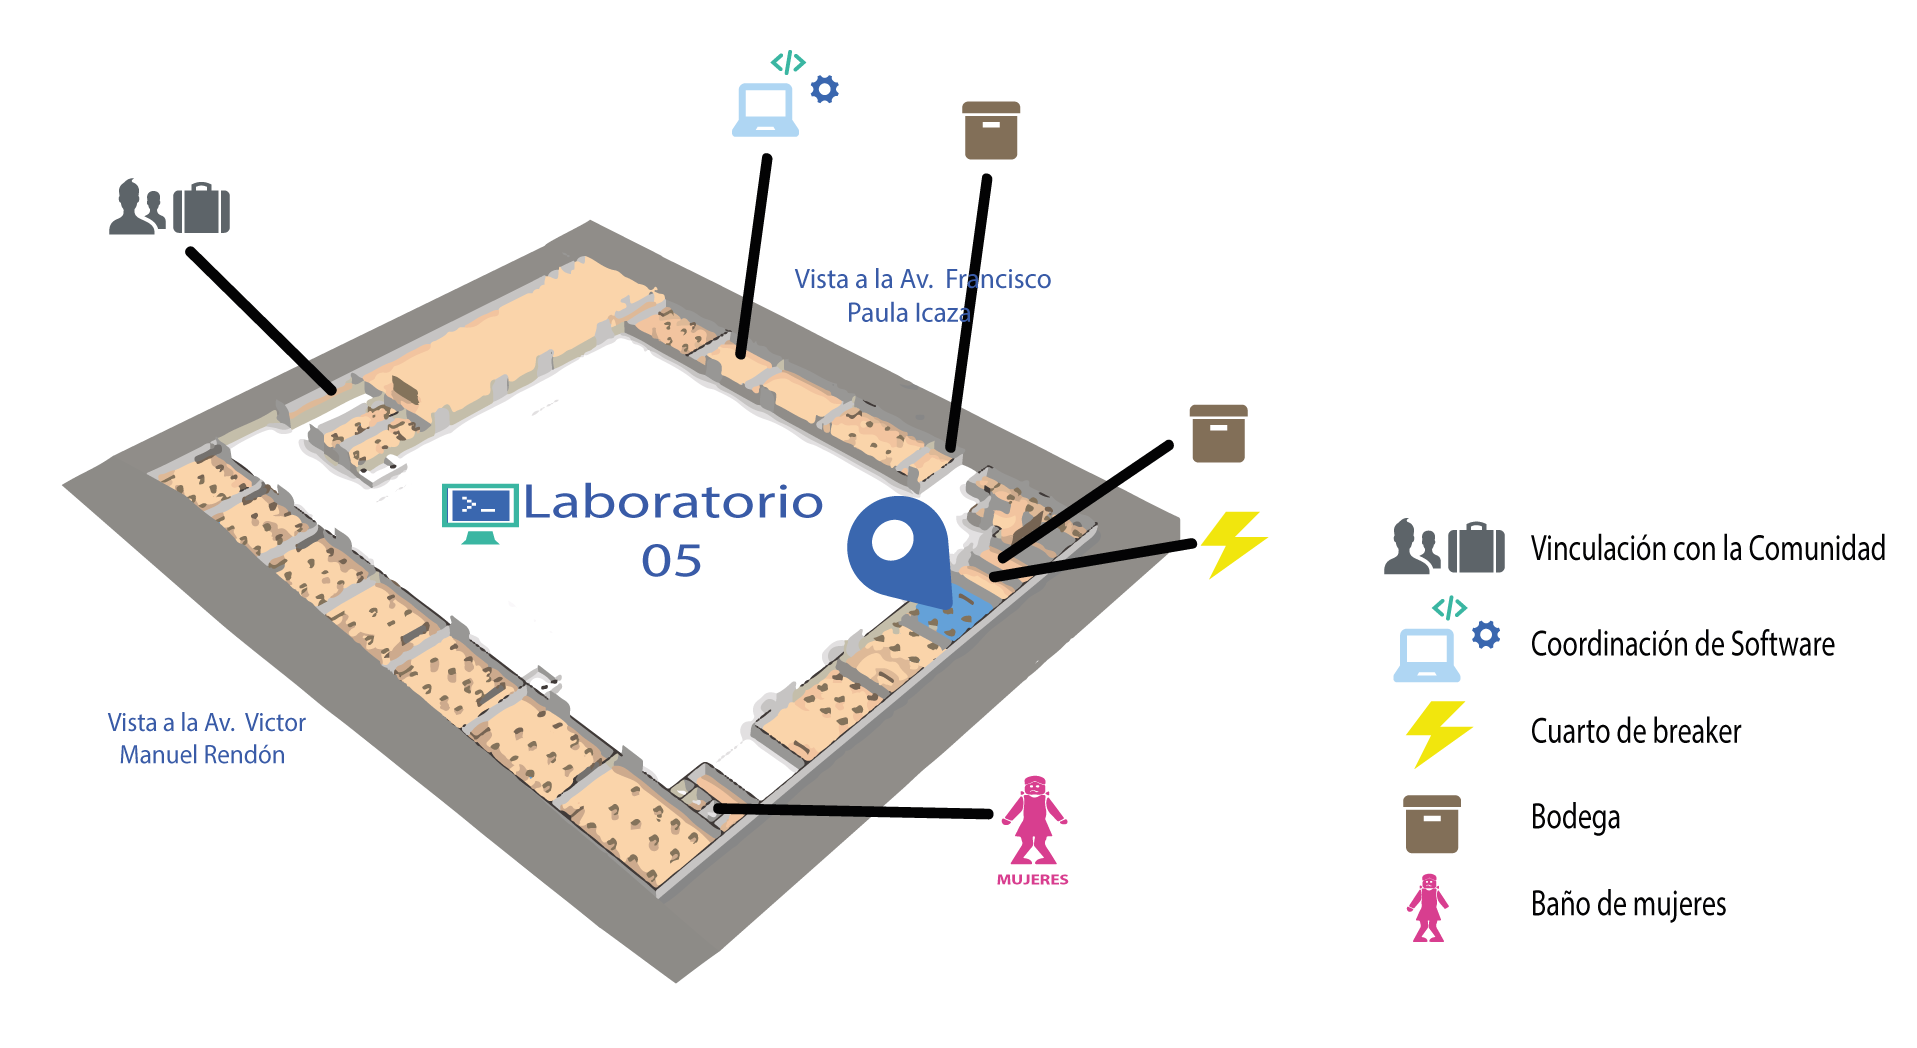 Vista a la Av.  Francisco
Paula Icaza
Laboratorio
05
Vista a la Av.  Victor
Manuel Rendón
MUJERES
Vinculación con la Comunidad
Coordinación de Software
Cuarto de breaker
Bodega
Baño de mujeres